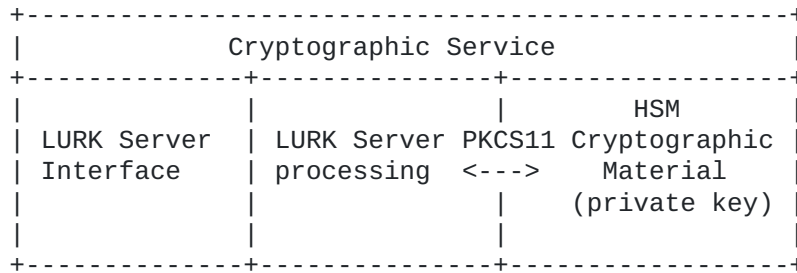 +--------------------------------------------------+
|             Cryptographic Service                |
+---------------+---------------+------------------+
|               |               |        HSM       |
| LURK Server   | LURK Server PKCS11 Cryptographic |
| Interface     | processing  <--->    Material    |
|               |               |    (private key) |
|               |               |                  |
+---------------+---------------+------------------+